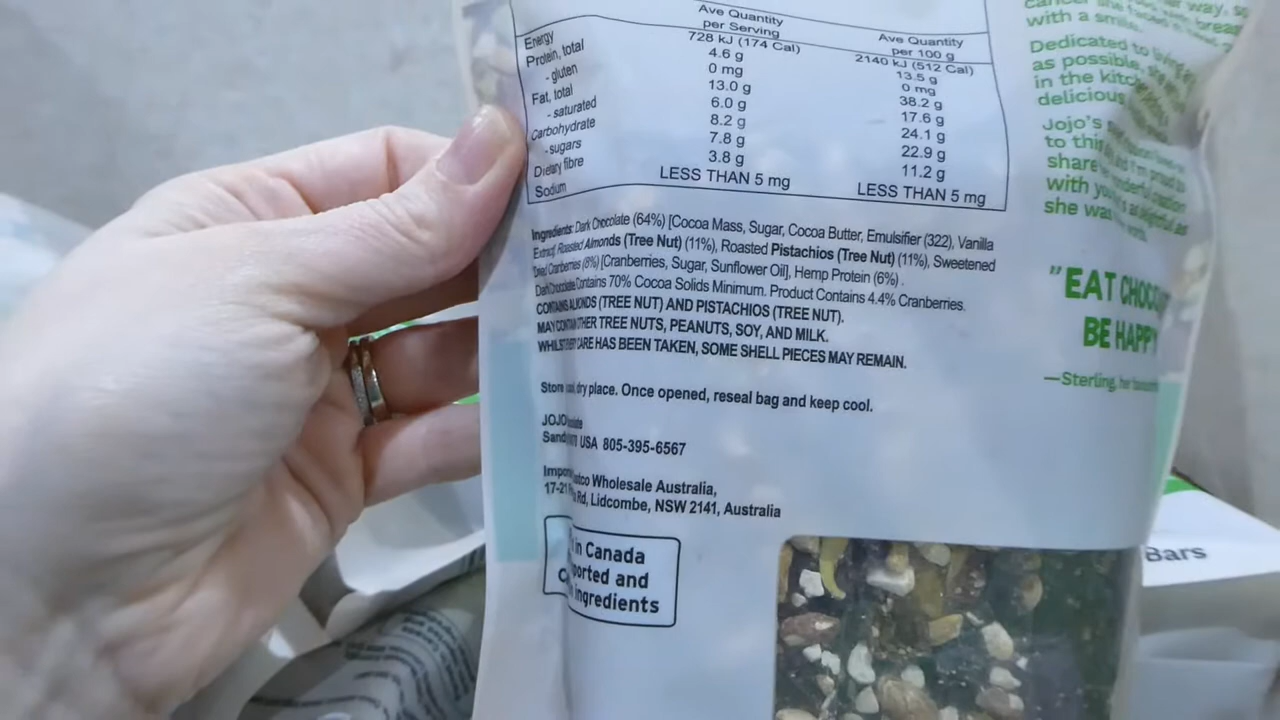 Ave Quantity
per Serving
Ave Quantity
per 100 g
Energy 728 kJ (174 Cal) 2140 kJ (512 Cal)
Protein, total 4.6 g 13.5 g
- gluten 0 mg 0 mg
Fat, total 13.0 g 38.2 g
- saturated 6.0 g 17.6 g
Carbohydrate 8.2 g 24.1 g
- sugars 7.8 g 22.9 g
Dietary fibre 3.8 g 11.2 g
Sodium LESS THAN 5 mg LESS THAN 5 mg
Ingredients: Dark Chocolate (64%) [Cocoa Mass, Sugar, Cocoa Butter, Emulsifier (322), Vanilla
Extract], Roasted Almonds (Tree Nut) (11%), Roasted Pistachios (Tree Nut) (11%), Sweetened
Dried Cranberries (8%) [Cranberries, Sugar, Sunflower Oil], Hemp Protein (6%).
Dark Chocolate Contains 70% Cocoa Solids Minimum. Product Contains 4.4% Cranberries.
CONTAINS ALMONDS (TREE NUT) AND PISTACHIOS (TREE NUT).
MAY CONTAIN OTHER TREE NUTS, PEANUTS, SOY, AND MILK.
WHILST EVERY CARE HAS BEEN TAKEN, SOME SHELL PIECES MAY REMAIN.
Store dry place. Once opened, reseal bag and keep cool.
JOJO
USA 805-395-6567
Wholesale Australia,
Rd, Lidcombe, NSW 2141, Australia
in Canada
and
ingredients
way,
with a smile.
Dedicated to
as possible,
in the
delicious
Jojo's
to this
share
with
she was
"EAT
BE HAPPY
—Sterling, her
Bars